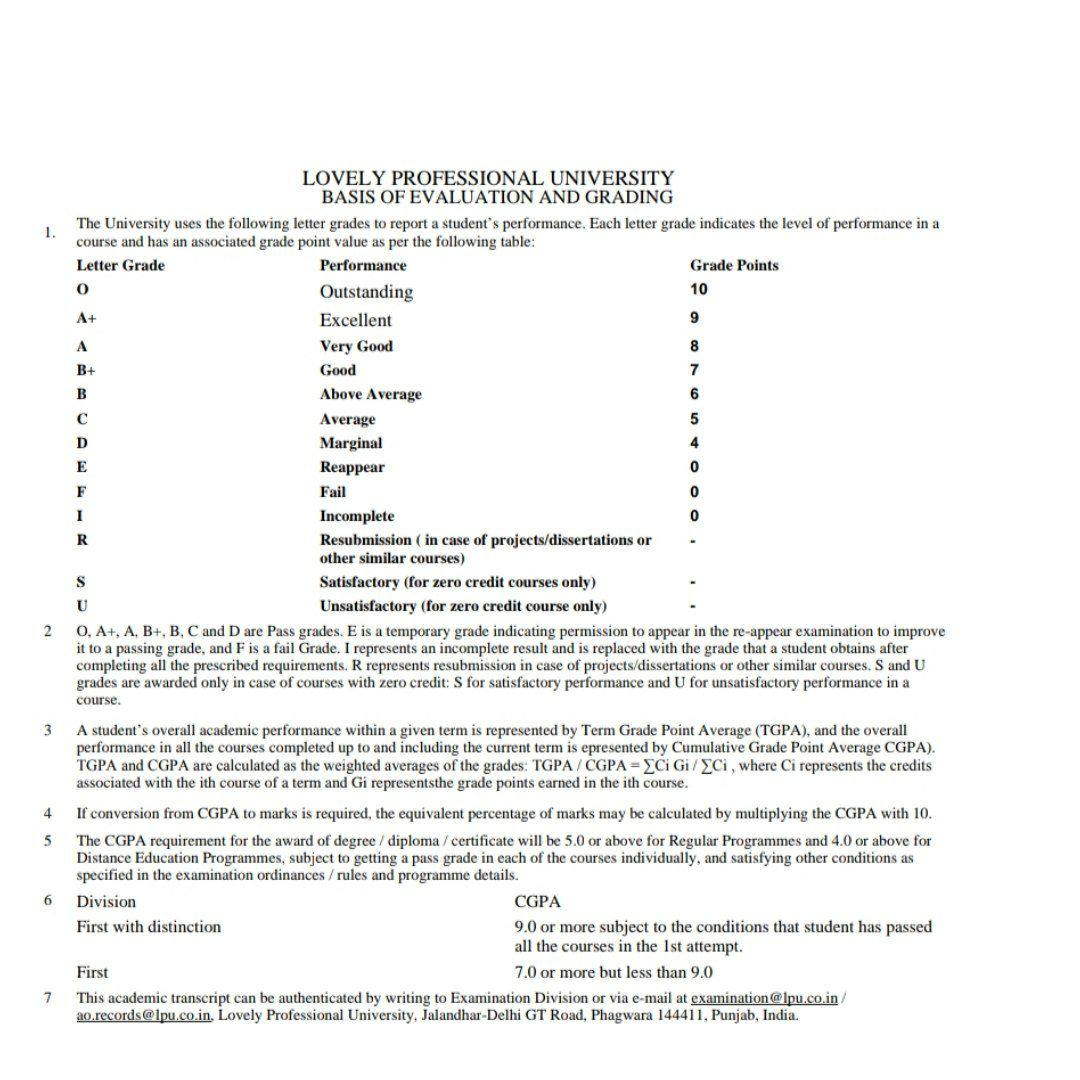 LOVELY PROFESSIONAL UNIVERSITY
BASIS OF EVALUATION AND GRADING
1. The University uses the following letter grades to report a student's performance. Each letter grade indicates the level of performance in a
course and has an associated grade point value as per the following table:
Letter Grade Performance Grade Points
O Outstanding 10
A+ Excellent 9
A Very Good 8
B+ Good 7
B Above Average 6
C Average 5
D Marginal 4
E Reappear 0
F Fail 0
I Incomplete 0
R Resubmission ( in case of projects/dissertations or -
other similar courses)
S Satisfactory (for zero credit courses only) -
U Unsatisfactory (for zero credit course only) -
2 O, A+, A, B+, B, C and D are Pass grades. E is a temporary grade indicating permission to appear in the re-appear examination to improve
it to a passing grade, and F is a fail Grade. I represents an incomplete result and is replaced with the grade that a student obtains after
completing all the prescribed requirements. R represents resubmission in case of projects/dissertations or other similar courses. S and U
grades are awarded only in case of courses with zero credit: S for satisfactory performance and U for unsatisfactory performance in a
course.
3 A student's overall academic performance within a given term is represented by Term Grade Point Average (TGPA), and the overall
performance in all the courses completed up to and including the current term is epresented by Cumulative Grade Point Average CGPA).
TGPA and CGPA are calculated as the weighted averages of the grades: TGPA / CGPA = ∑Ci Gi / ∑Ci , where Ci represents the credits
associated with the ith course of a term and Gi representsthe grade points earned in the ith course.
4 If conversion from CGPA to marks is required, the equivalent percentage of marks may be calculated by multiplying the CGPA with 10.
5 The CGPA requirement for the award of degree / diploma / certificate will be 5.0 or above for Regular Programmes and 4.0 or above for
Distance Education Programmes, subject to getting a pass grade in each of the courses individually, and satisfying other conditions as
specified in the examination ordinances / rules and programme details.
6 Division CGPA
First with distinction 9.0 or more subject to the conditions that student has passed
all the courses in the 1st attempt.
First 7.0 or more but less than 9.0
7 This academic transcript can be authenticated by writing to Examination Division or via e-mail at examination@lpu.co.in /
ao.records@lpu.co.in, Lovely Professional University, Jalandhar-Delhi GT Road, Phagwara 144411, Punjab, India.